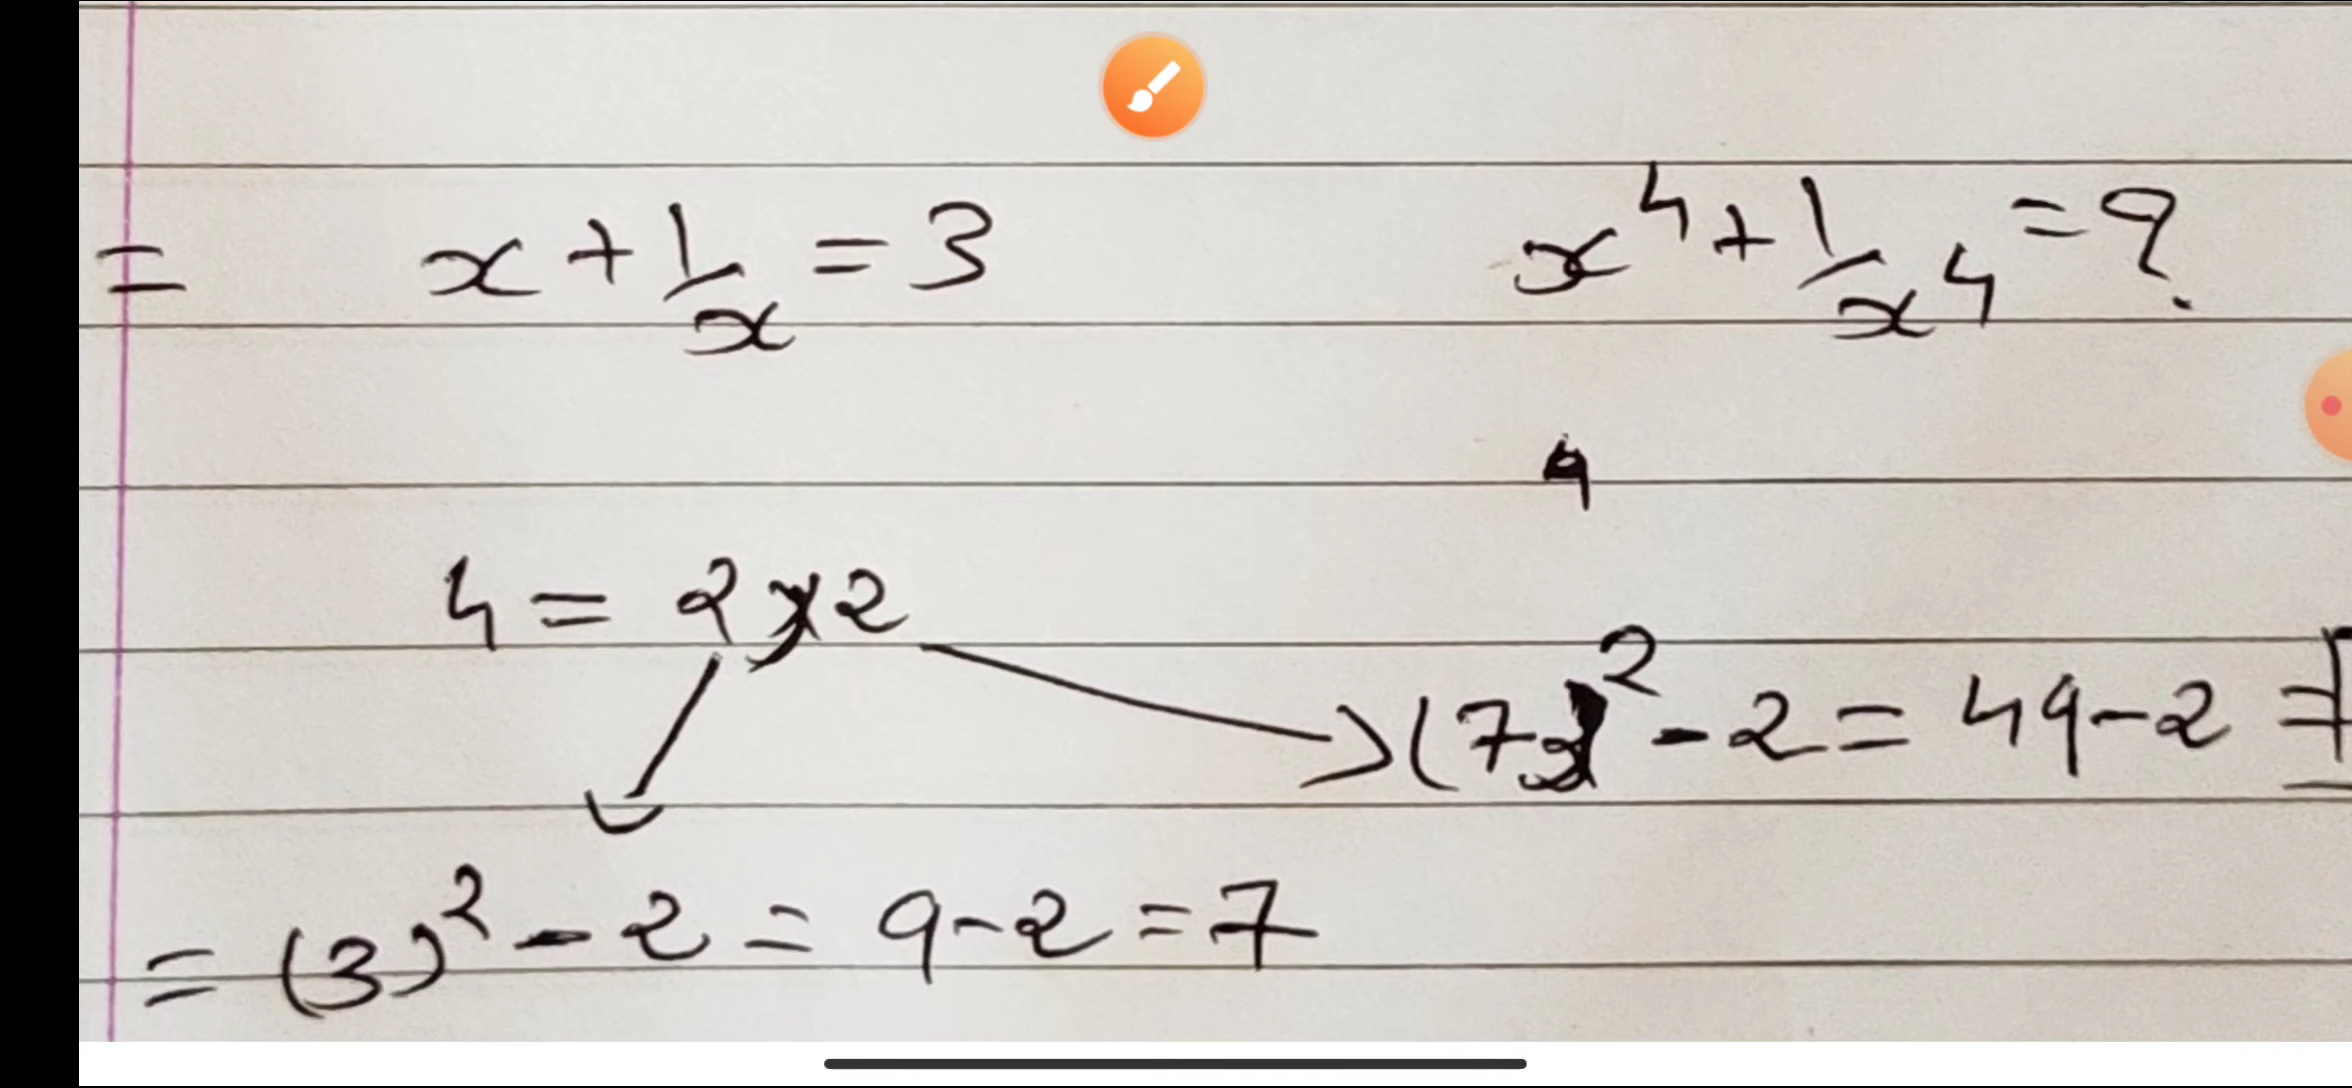 = x + 1/x = 3 x⁴ + 1/x⁴ = ?
4
4 = 2 × 2
(7)² - 2 = 49 - 2 =
= (3)² - 2 = 9 - 2 = 7